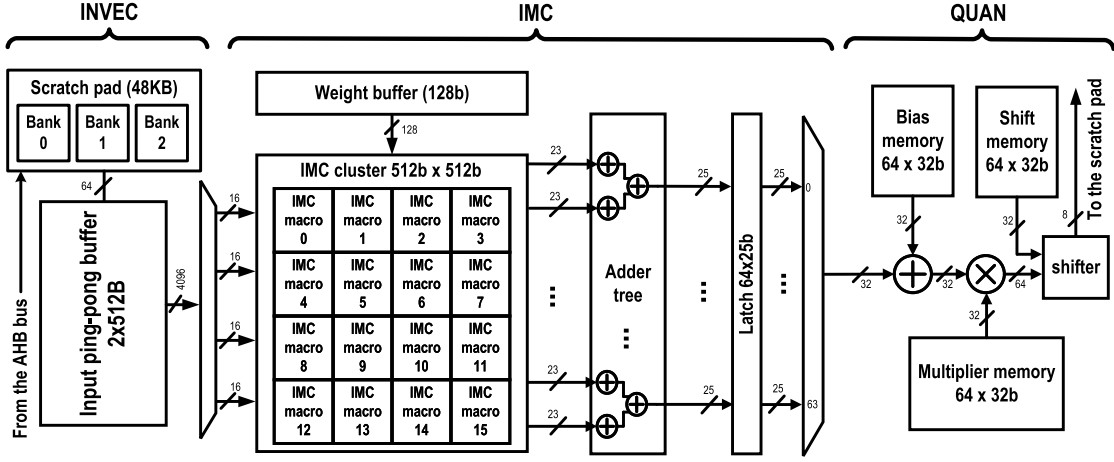 INVEC
IMC
QUAN
Scratch pad (48KB)
Bank
0
Bank
1
Bank
2
64
From the AHB bus
Input ping-pong buffer
2x512B
4096
16
16
16
16
Weight buffer (128b)
128
IMC cluster 512b x 512b
IMC
macro
0
IMC
macro
1
IMC
macro
2
IMC
macro
3
IMC
macro
4
IMC
macro
5
IMC
macro
6
IMC
macro
7
IMC
macro
8
IMC
macro
9
IMC
macro
10
IMC
macro
11
IMC
macro
12
IMC
macro
13
IMC
macro
14
IMC
macro
15
23
23
...
23
23
Adder
tree
...
25
...
25
Latch 64x25b
25
...
25
0
63
32
Bias
memory
64 x 32b
32
32
Shift
memory
64 x 32b
32
64
32
Multiplier memory
64 x 32b
shifter
8
To the scratch pad